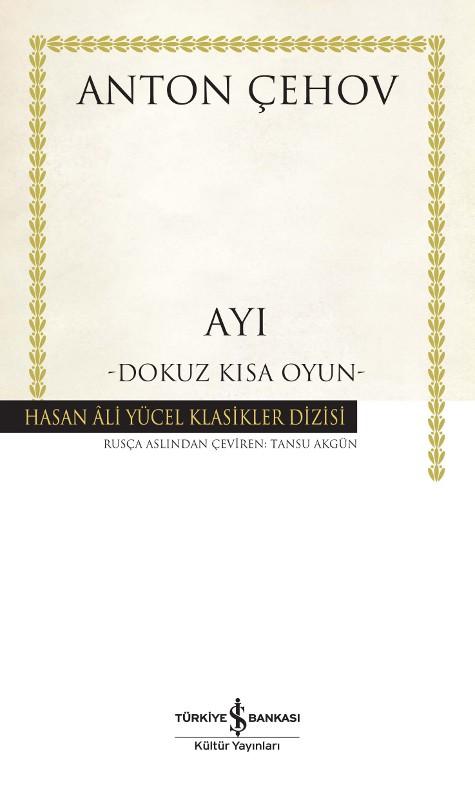 ANTON ÇEHOV
AYI
-DOKUZ KISA OYUN-
HASAN ÂLİ YÜCEL KLASİKLER DİZİSİ
RUSÇA ASLINDAN ÇEVİREN: TANSU AKGÜN
TÜRKİYE İŞ BANKASI
Kültür Yayınları